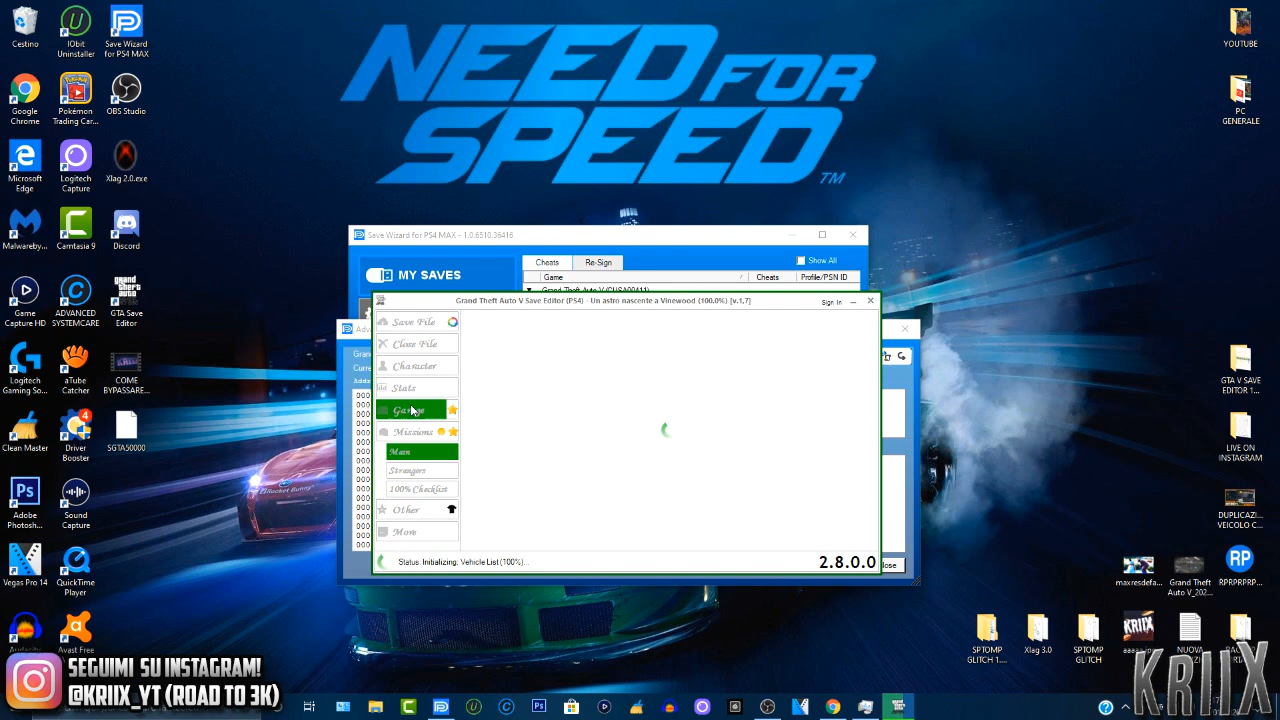 NEED FOR
SPEED™
Cestino
IObit
Uninstaller
Save Wizard
for PS4 MAX
Google
Chrome
Pokémon
Trading Car...
OBS Studio
Microsoft
Edge
Logitech
Capture
Xlag 2.0.exe
Malwareby...
Camtasia 9
Discord
Game
Capture HD
ADVANCED
SYSTEMCARE
GTA Save
Editor
Logitech
Gaming So...
aTube
Catcher
COME
BYPASSARE...
Clean Master
Driver
Booster
SGTA50000
Adobe
Photosh...
Sound
Capture
Vegas Pro 14
QuickTime
Player
Audacity
Avast Free
YOUTUBE
PC
GENERALE
GTA V SAVE
EDITOR 1...
LIVE ON
INSTAGRAM
DUPLICAZI...
VEICOLO C...
maxresdefa...
Grand Theft
Auto V_202...
RPRPRPRP...
SPTOMP
GLITCH 1....
Xlag 3.0
SPTOMP
GLITCH
NUOVA
Save Wizard for PS4 MAX - 1.0.6510.36416
MY SAVES
Cheats
Re-Sign
Show All
Game
Cheats
Profile/PSN ID
Grand Theft Auto V (CUSA00411)
Grand Theft Auto V Save Editor (PS4) - Un astro nascente a Vinewood (100.0%) [v.1,7]
Sign In
Save File
Close File
Character
Stats
Garage
Missions
Main
Strangers
100% Checklist
Other
More
Status: Initializing; Vehicle List (100%)...
2.8.0.0
SEGUIMI SU INSTAGRAM!
@KRIIX_YT (ROAD TO 3K)
KRIIX